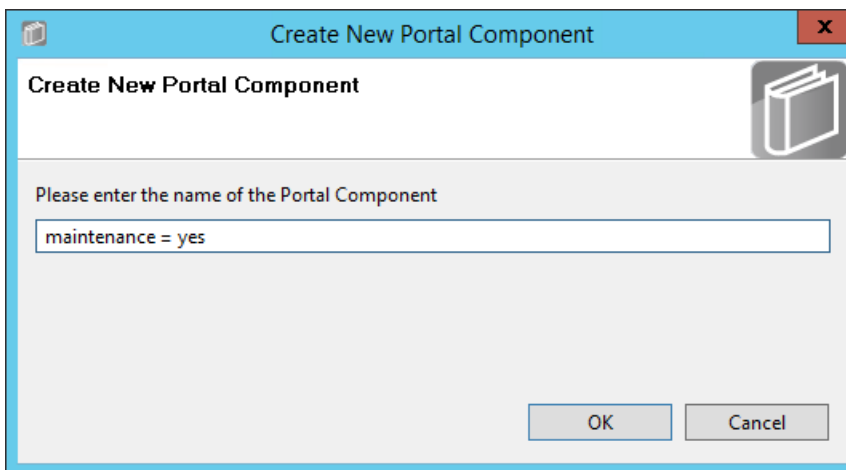 Create New Portal Component
x
Create New Portal Component
Please enter the name of the Portal Component
maintenance = yes
OK Cancel